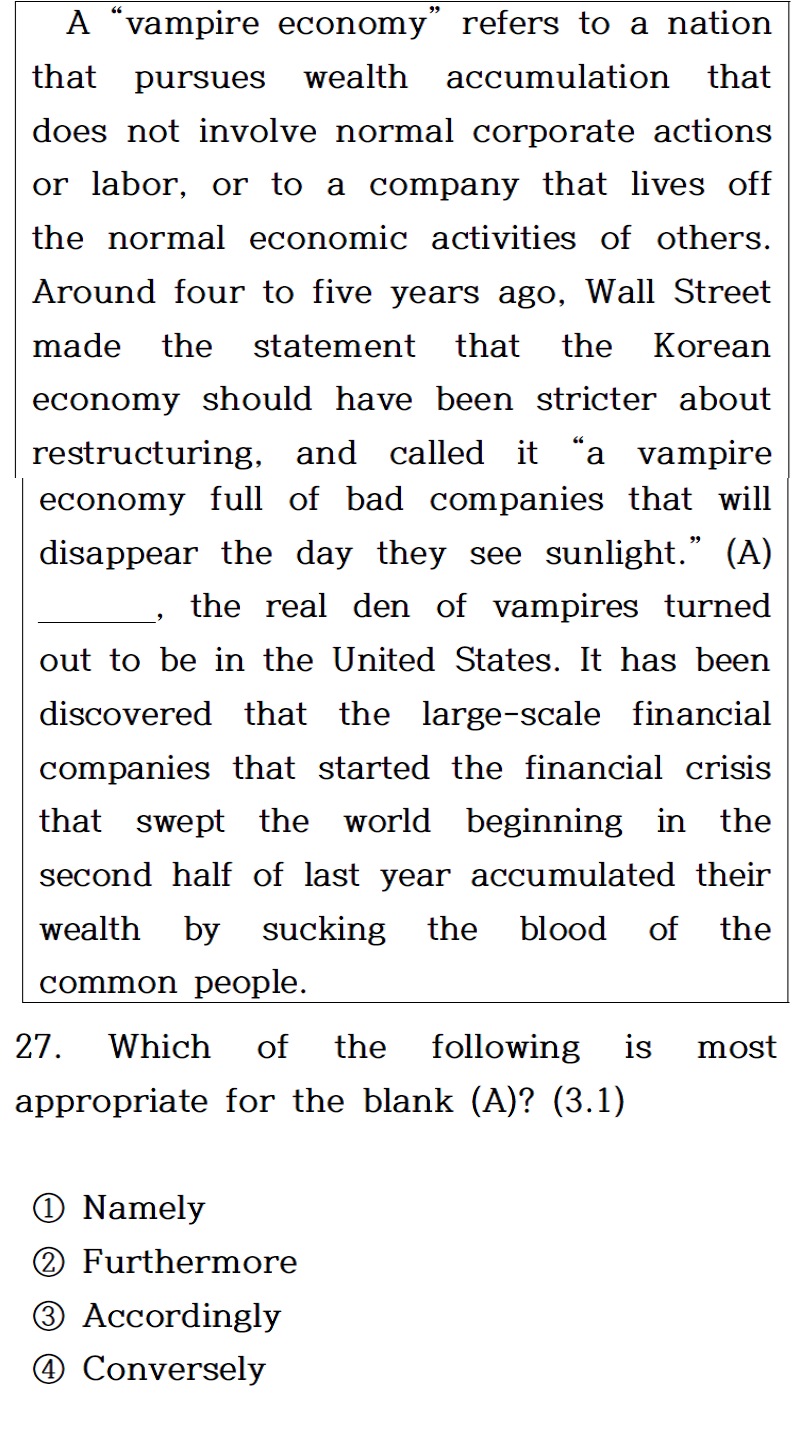 A “vampire economy” refers to a nation
that pursues wealth accumulation that
does not involve normal corporate actions
or labor, or to a company that lives off
the normal economic activities of others.
Around four to five years ago, Wall Street
made the statement that the Korean
economy should have been stricter about
restructuring, and called it “a vampire
economy full of bad companies that will
disappear the day they see sunlight.” (A)
_______, the real den of vampires turned
out to be in the United States. It has been
discovered that the large-scale financial
companies that started the financial crisis
that swept the world beginning in the
second half of last year accumulated their
wealth by sucking the blood of the
common people.
27. Which of the following is most
appropriate for the blank (A)? (3.1)
① Namely
② Furthermore
③ Accordingly
④ Conversely